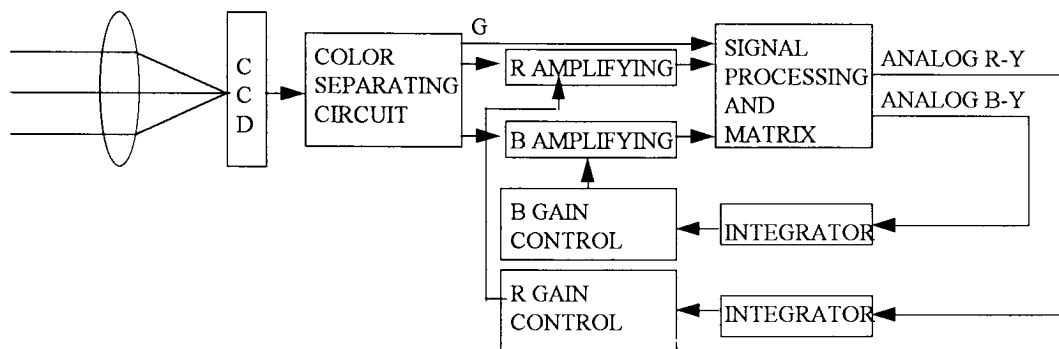 G
C
C
D
COLOR
SEPARATING
CIRCUIT
R AMPLIFYING
B AMPLIFYING
SIGNAL
PROCESSING
AND
MATRIX
ANALOG R-Y
ANALOG B-Y
B GAIN
CONTROL
INTEGRATOR
R GAIN
CONTROL
INTEGRATOR